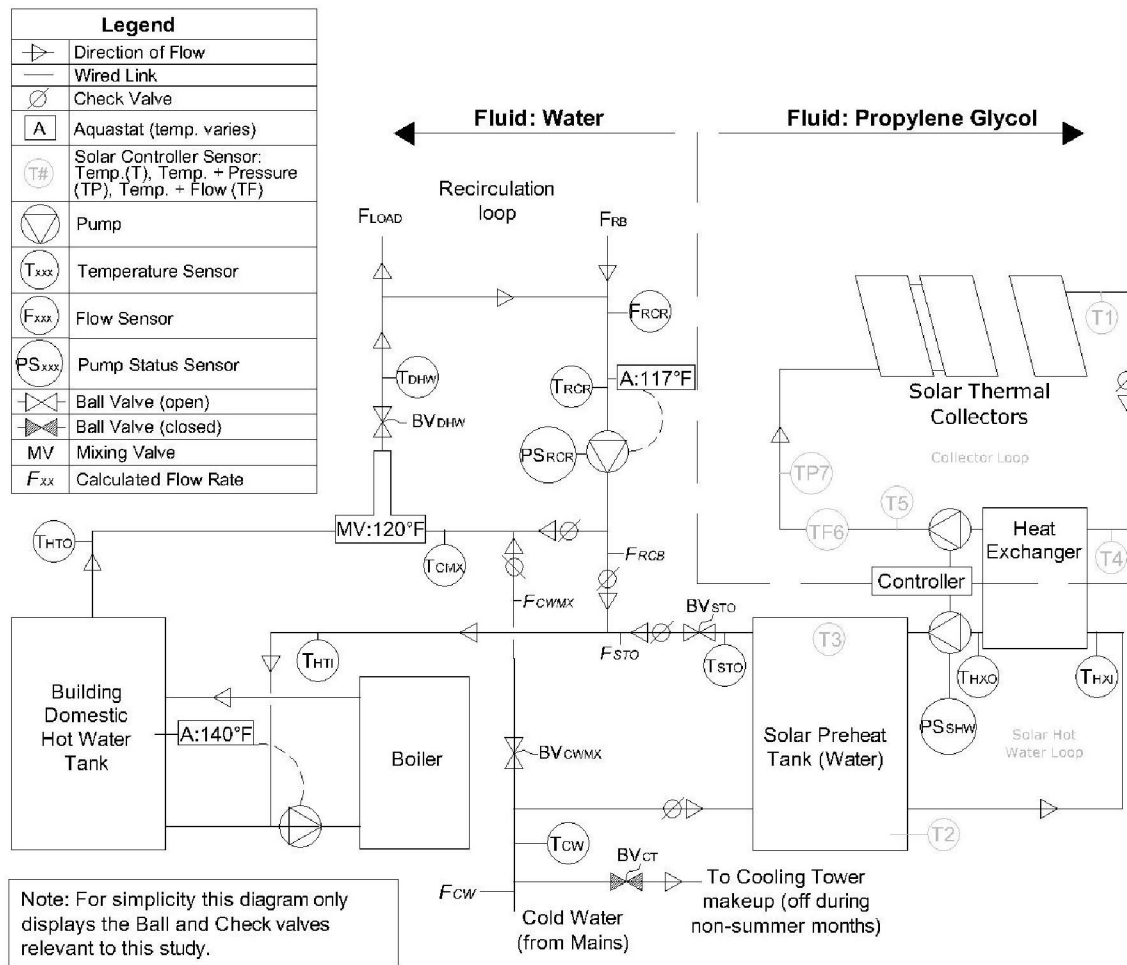 Legend
Direction of Flow
Wired Link
Check Valve
A Aquastat (temp. varies)
T# Solar Controller Sensor:
Temp.(T), Temp. + Pressure
(TP), Temp. + Flow (TF)
Pump
Txxx Temperature Sensor
Fxxx Flow Sensor
PSxxx Pump Status Sensor
Ball Valve (open)
Ball Valve (closed)
MV Mixing Valve
Fxx Calculated Flow Rate
Fluid: Water
Fluid: Propylene Glycol
Recirculation
loop
FLOAD
FRB
FRCR
T1
TDHW
TRCR
A:117°F
BVDHW
PSRCR
Solar Thermal
Collectors
Collector Loop
TP7
T5
TF6
THTO
MV:120°F
TCMX
FRCB
Heat
Exchanger
T4
Controller
FCWMX
BVSTO
THTI
FSTO
TSTO
T3
THXO
THXI
PSSHW
Solar Hot
Water Loop
Building
Domestic
Hot Water
Tank
A:140°F
Boiler
BVCWMX
Solar Preheat
Tank (Water)
T2
TCW
BVCT
FCW
Cold Water
(from Mains)
To Cooling Tower
makeup (off during
non-summer months)
Note: For simplicity this diagram only
displays the Ball and Check valves
relevant to this study.